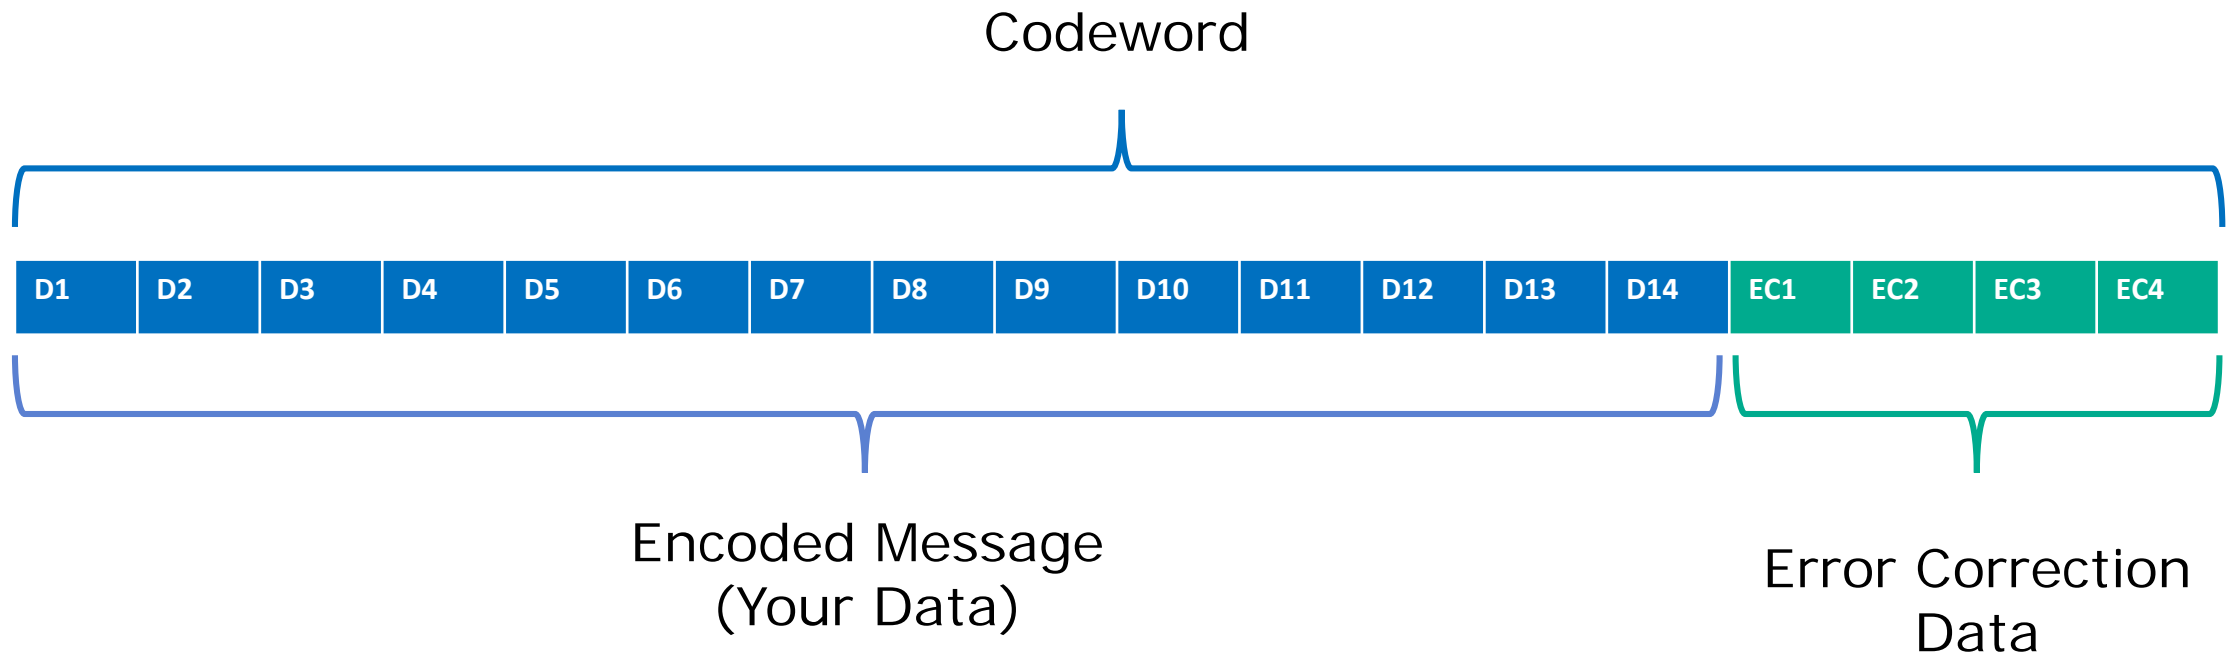 Codeword
D1 D2 D3 D4 D5 D6 D7 D8 D9 D10 D11 D12 D13 D14 EC1 EC2 EC3 EC4
Encoded Message
(Your Data)
Error Correction
Data